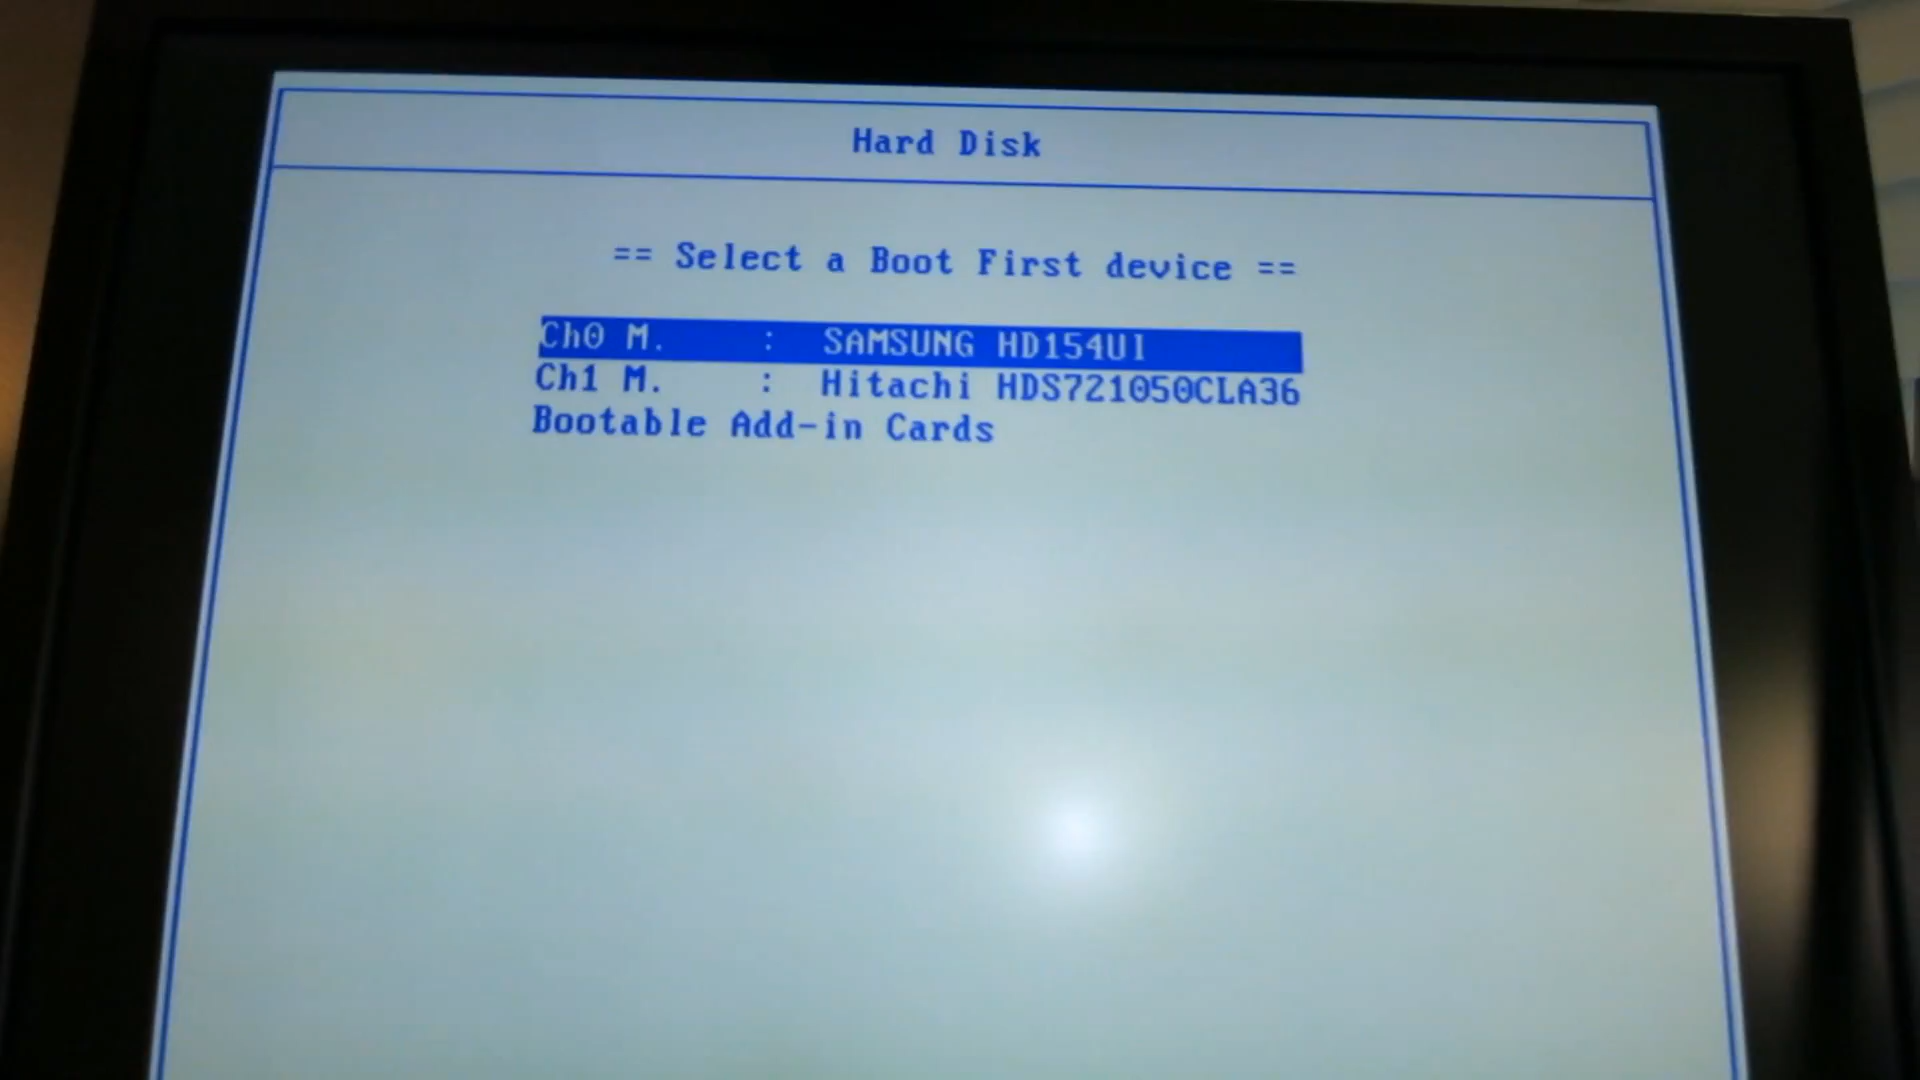 Hard Disk
== Select a Boot First device ==
Ch0 M. : SAMSUNG HD154UI
Ch1 M. : Hitachi HDS721050CLA36
Bootable Add-in Cards